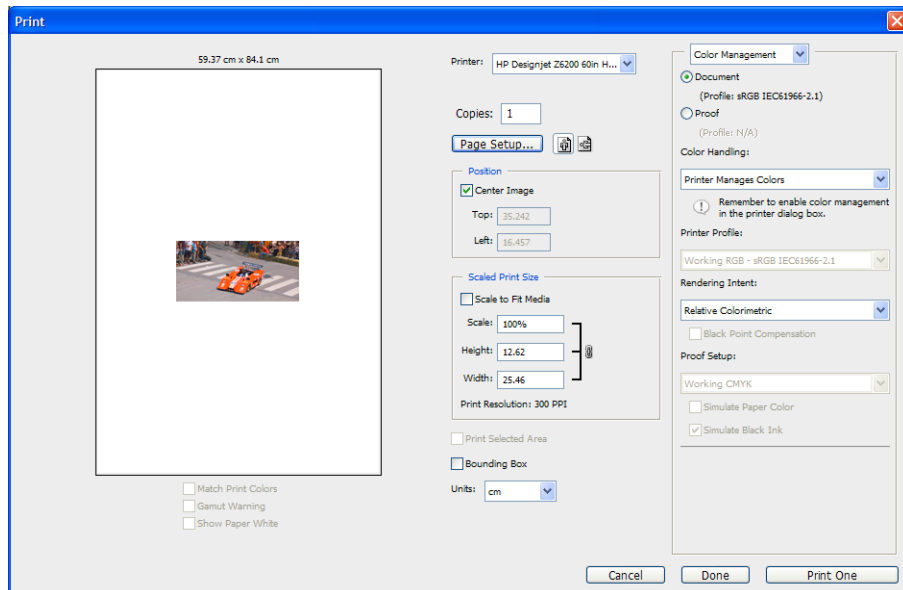 Print
59.37 cm x 84.1 cm
Match Print Colors
Gamut Warning
Show Paper White
Printer: HP Designjet Z6200 60in H...
Copies: 1
Page Setup...
Position
Center Image
Top: 35.242
Left: 16.457
Scaled Print Size
Scale to Fit Media
Scale: 100%
Height: 12.62
Width: 25.46
Print Resolution: 300 PPI
Print Selected Area
Bounding Box
Units: cm
Color Management
Document
(Profile: sRGB IEC61966-2.1)
Proof
(Profile: N/A)
Color Handling:
Printer Manages Colors
Remember to enable color management
in the printer dialog box.
Printer Profile:
Working RGB - sRGB IEC61966-2.1
Rendering Intent:
Relative Colorimetric
Black Point Compensation
Proof Setup:
Working CMYK
Simulate Paper Color
Simulate Black Ink
Cancel
Done
Print One